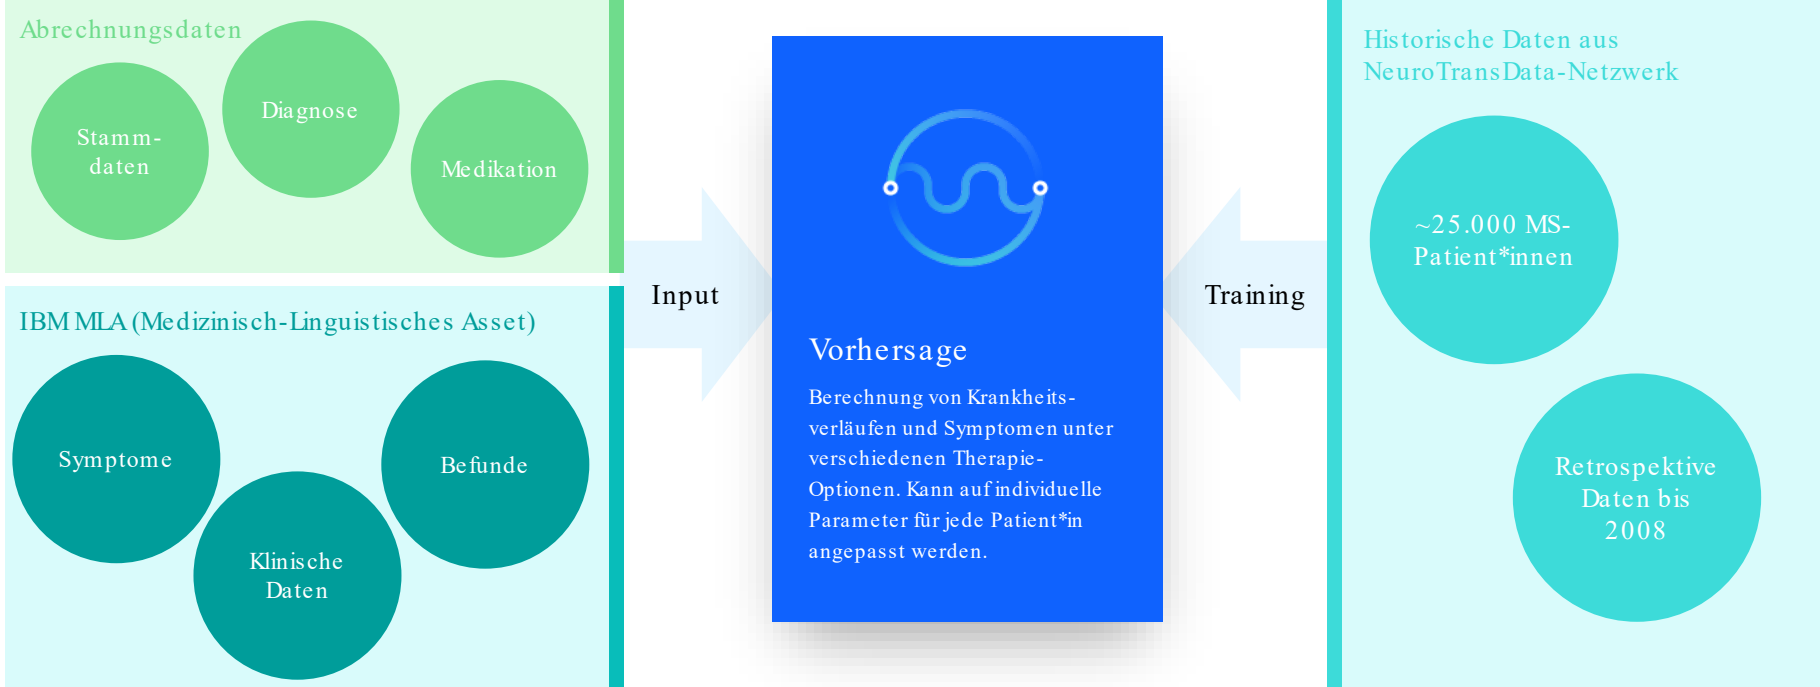 Abrechnungsdaten
Stamm-
daten
Diagnose
Medikation
IBM MLA (Medizinisch-Linguistisches Asset)
Symptome
Klinische
Daten
Befunde
Input
Vorhersage
Berechnung von Krankheits-
verläufen und Symptomen unter
verschiedenen Therapie-
Optionen. Kann auf individuelle
Parameter für jede Patient*in
angepasst werden.
Training
Historische Daten aus
NeuroTransData-Netzwerk
~25.000 MS-
Patient*innen
Retrospektive
Daten bis
2008